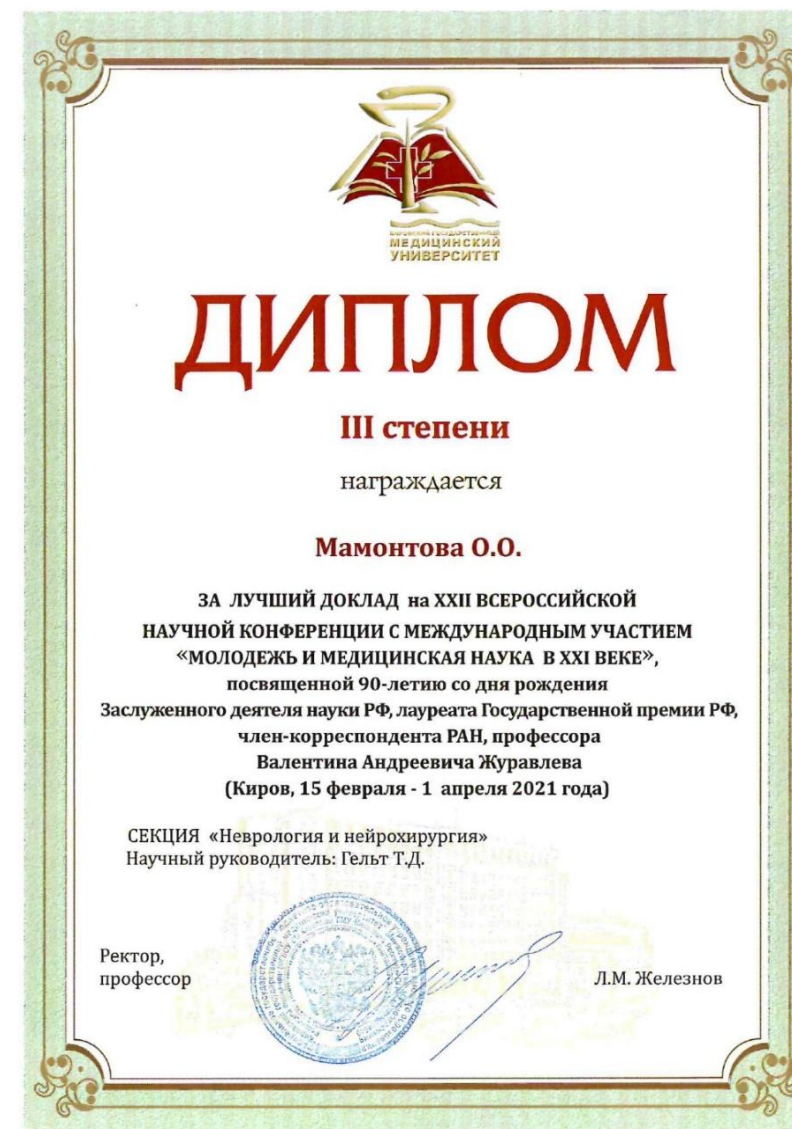 КИРОВСКИЙ ГОСУДАРСТВЕННЫЙ
МЕДИЦИНСКИЙ
УНИВЕРСИТЕТ
ДИПЛОМ
III степени
награждается
Мамонтова О.О.
ЗА ЛУЧШИЙ ДОКЛАД на XXII ВСЕРОССИЙСКОЙ
НАУЧНОЙ КОНФЕРЕНЦИИ С МЕЖДУНАРОДНЫМ УЧАСТИЕМ
«МОЛОДЕЖЬ И МЕДИЦИНСКАЯ НАУКА В XXI ВЕКЕ»,
посвященной 90-летию со дня рождения
Заслуженного деятеля науки РФ, лауреата Государственной премии РФ,
член-корреспондента РАН, профессора
Валентина Андреевича Журавлева
(Киров, 15 февраля - 1 апреля 2021 года)
СЕКЦИЯ «Неврология и нейрохирургия»
Научный руководитель: Гельт Т.Д.
Ректор,
профессор
Л.М. Железнов